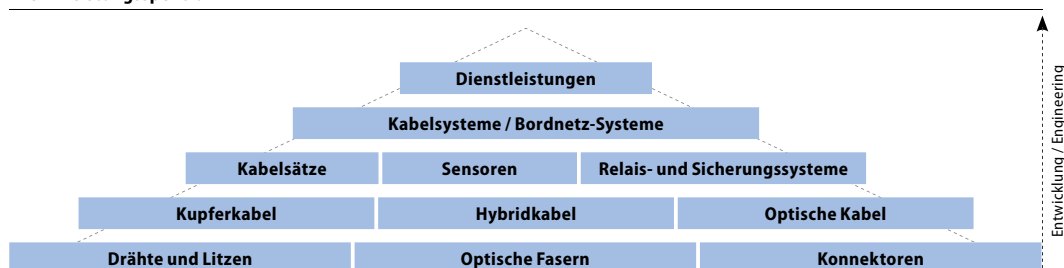 Dienstleistungen
Kabelsysteme / Bordnetz-Systeme
Kabelsätze Sensoren Relais- und Sicherungssysteme
Kupferkabel Hybridkabel Optische Kabel
Drähte und Litzen Optische Fasern Konnektoren
Entwicklung / Engineering